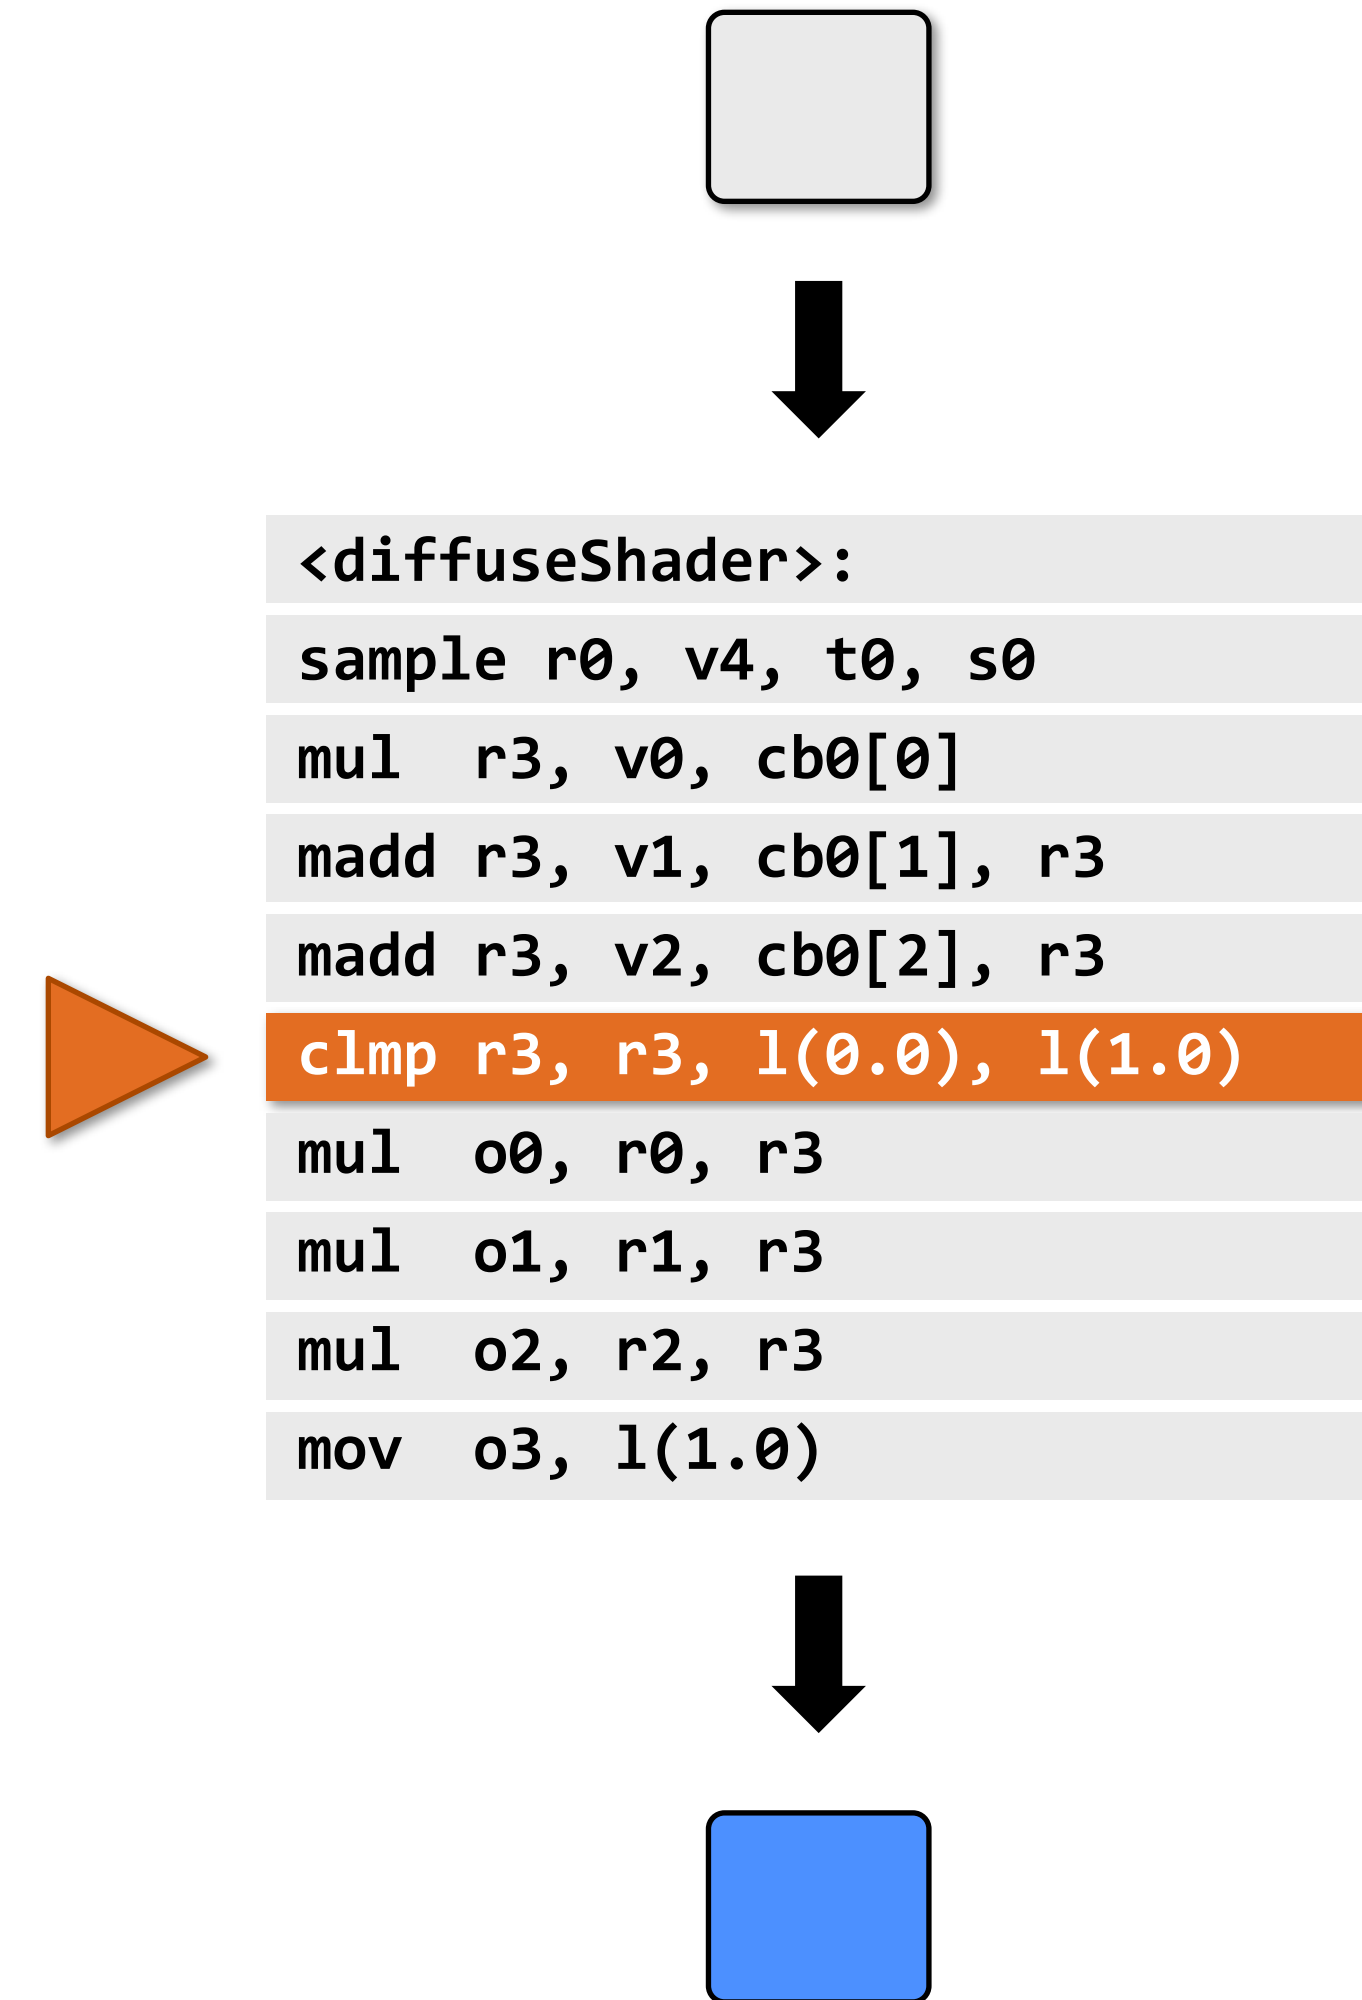 <diffuseShader>:
sample r0, v4, t0, s0
mul  r3, v0, cb0[0]
madd r3, v1, cb0[1], r3
madd r3, v2, cb0[2], r3
clmp r3, r3, l(0.0), l(1.0)
mul  o0, r0, r3
mul  o1, r1, r3
mul  o2, r2, r3
mov  o3, l(1.0)